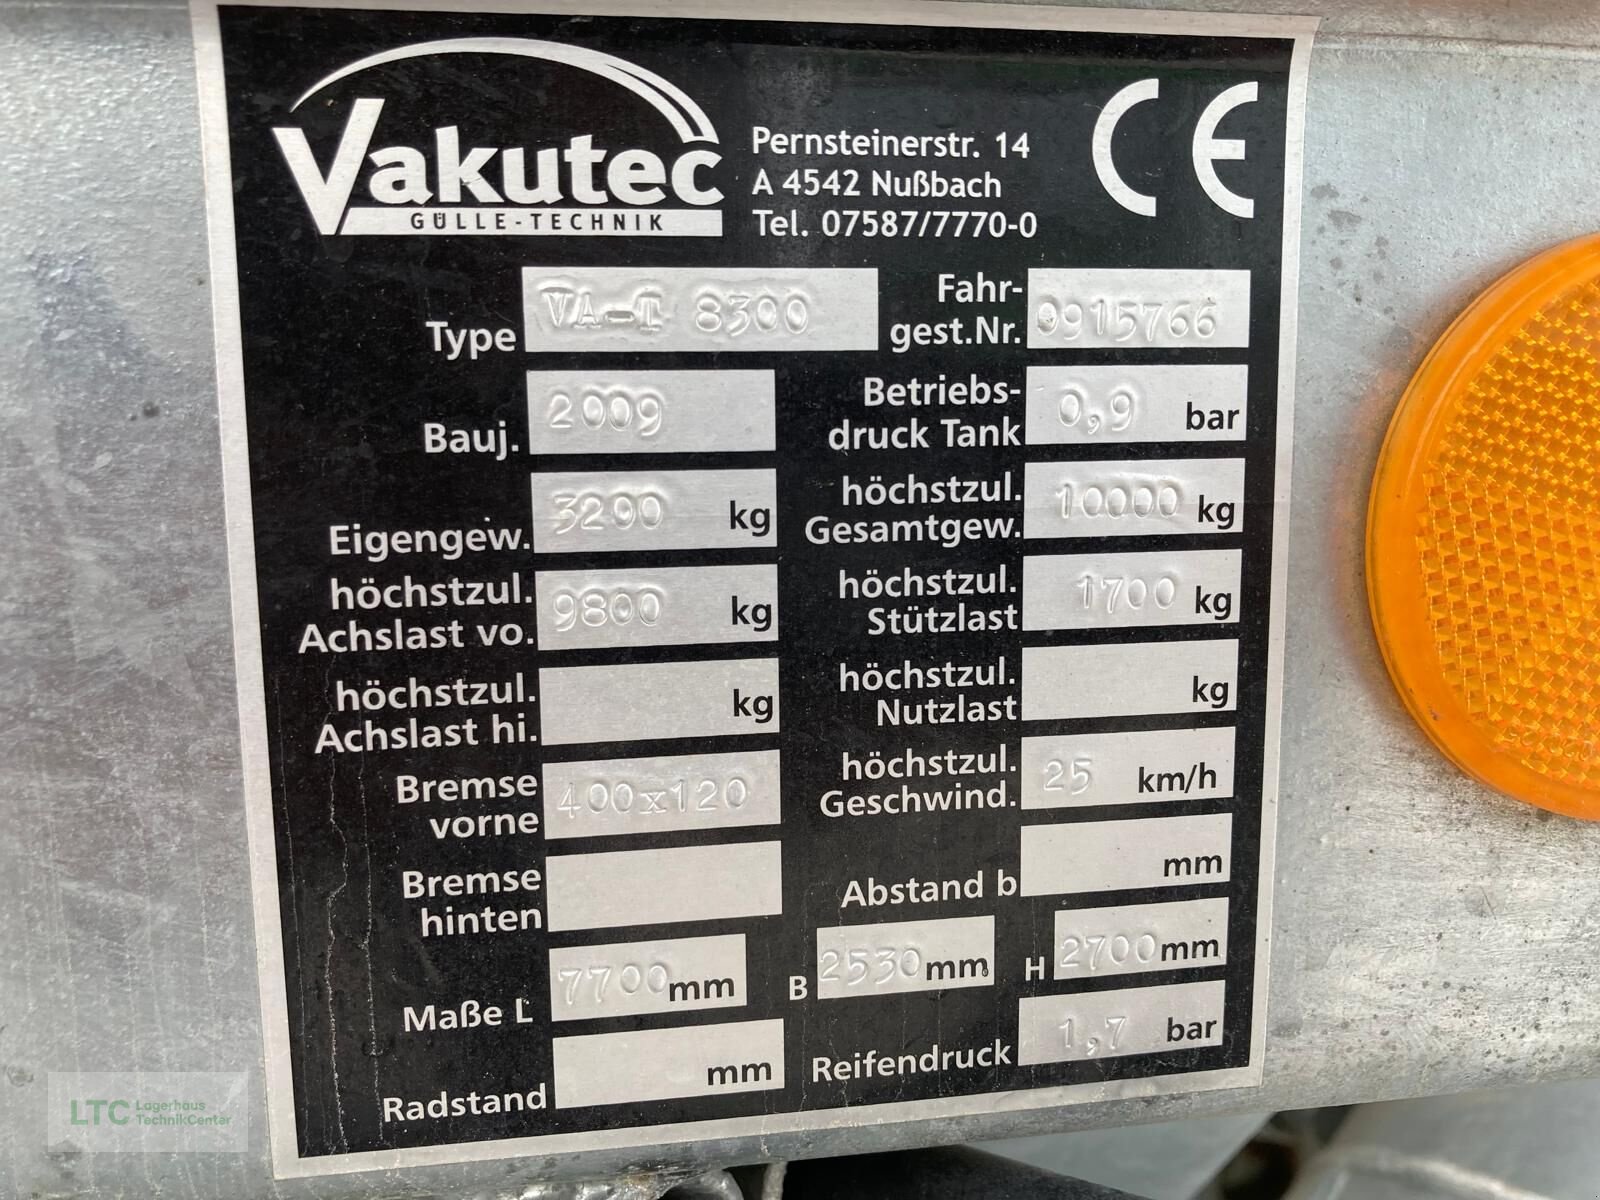 Vakutec
GÜLLE-TECHNIK
Pernsteinerstr. 14
A 4542 Nußbach
Tel. 07587/7770-0
CE
Type VA-T 8300
Fahr-
gest.Nr. 0915766
Bauj. 2009
Betriebs-
druck Tank 0,9 bar
Eigengew. 3200 kg
höchstzul.
Gesamtgew. 10000 kg
höchstzul.
Achslast vo. 9800 kg
höchstzul.
Stützlast 1700 kg
höchstzul.
Achslast hi. kg
höchstzul.
Nutzlast kg
Bremse
vorne 400x120
höchstzul.
Geschwind. 25 km/h
Bremse
hinten
Abstand b mm
Maße L 7700 mm B 2530 mm H 2700 mm
Radstand mm
Reifendruck 1,7 bar
LTC Lagerhaus
TechnikCenter